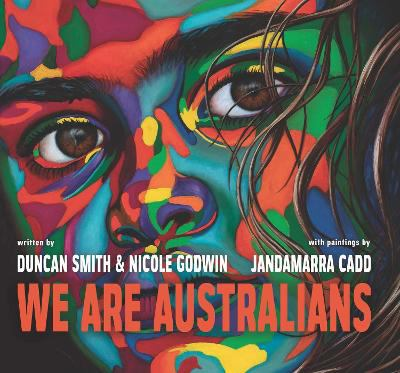 written by
with paintings by
DUNCAN SMITH & NICOLE GODWIN
JANDAMARRA CADD
WE ARE AUSTRALIANS